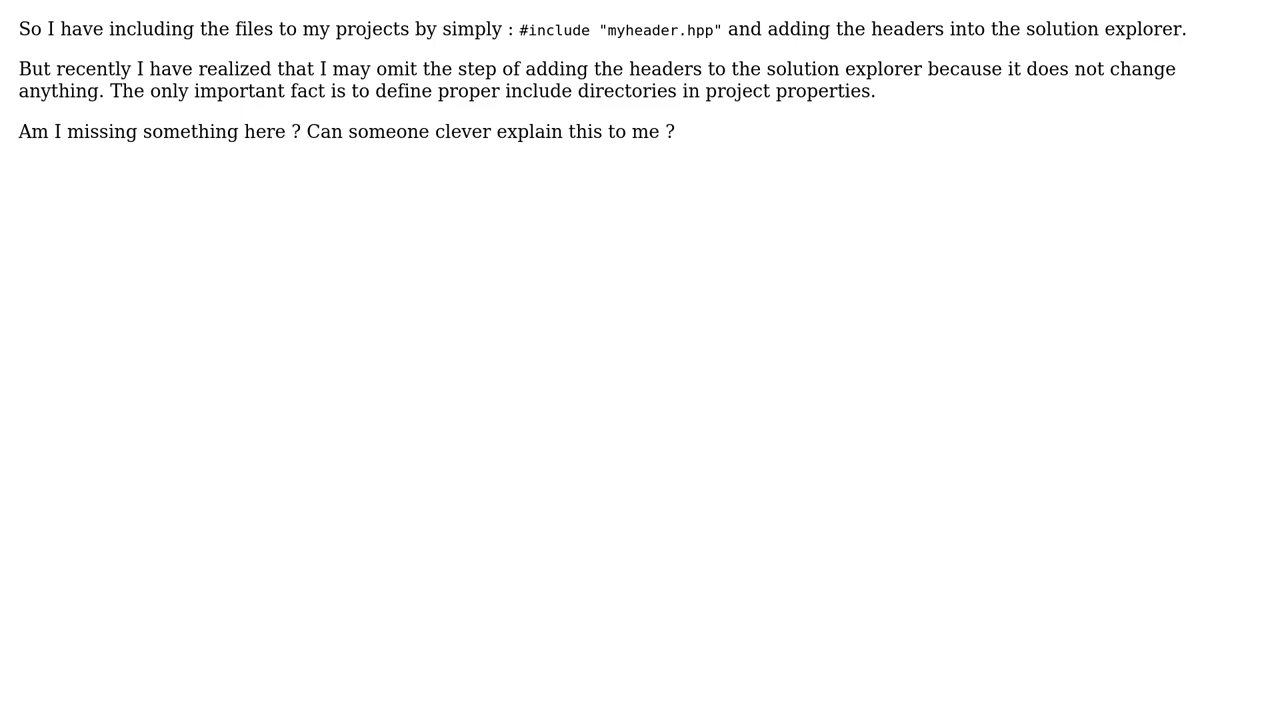 So I have including the files to my projects by simply : #include "myheader.hpp" and adding the headers into the solution explorer.
But recently I have realized that I may omit the step of adding the headers to the solution explorer because it does not change
anything. The only important fact is to define proper include directories in project properties.
Am I missing something here ? Can someone clever explain this to me ?